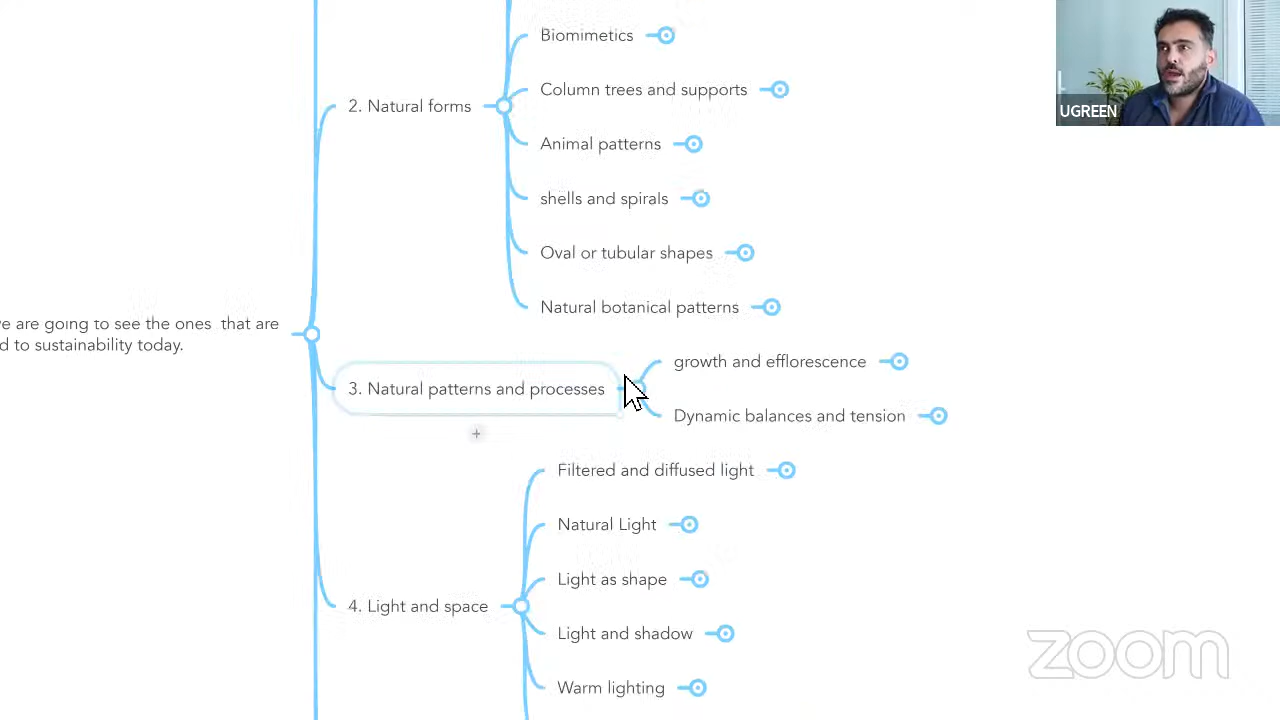 Biomimetics
UGREEN
2. Natural forms
Column trees and supports
Animal patterns
shells and spirals
Oval or tubular shapes
Natural botanical patterns
are going to see the ones that are
to sustainability today.
3. Natural patterns and processes
growth and efflorescence
Dynamic balances and tension
+
Filtered and diffused light
Natural Light
Light as shape
4. Light and space
Light and shadow
Warm lighting
zoom